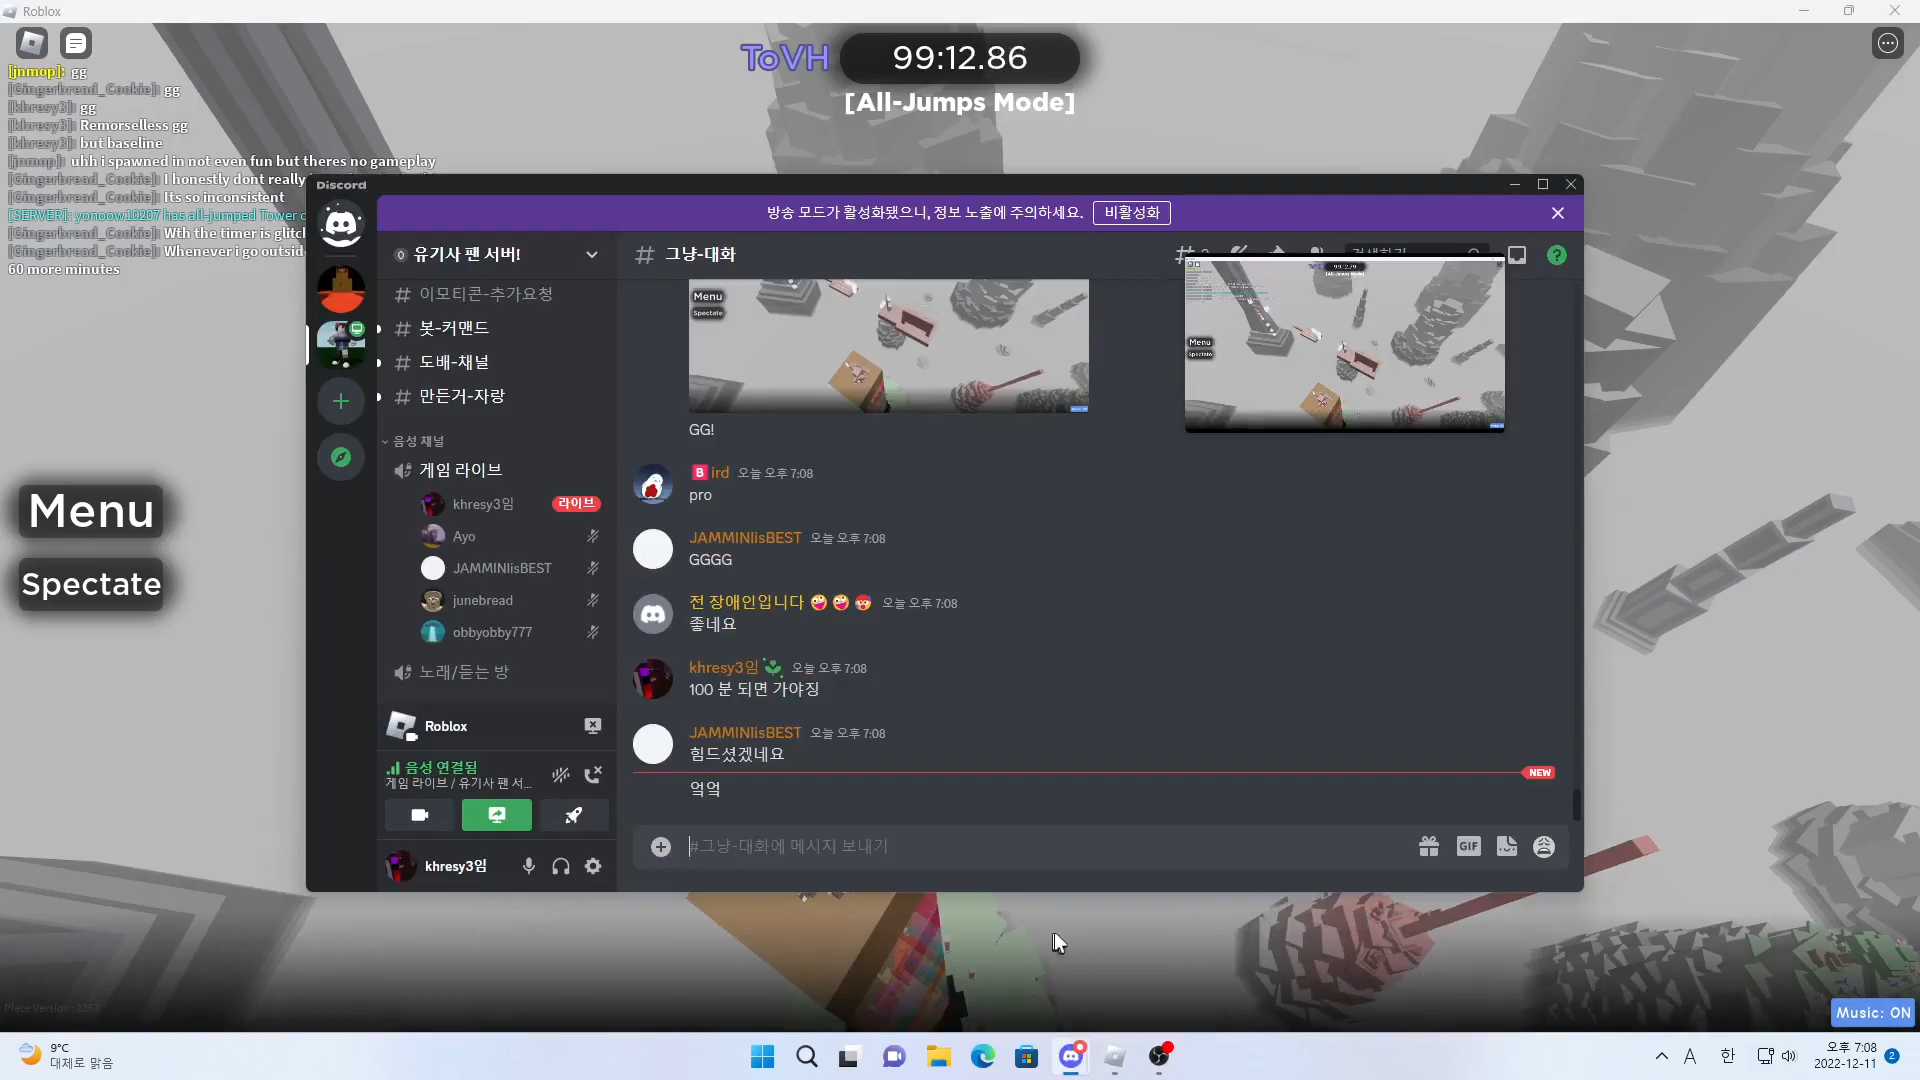 Roblox
ToVH 99:12.86
[All-Jumps Mode]
[jnmop]: gg
[Gingerbread_Cookie]: gg
[khresy3]: gg
[khresy3]: Remorselless gg
[khresy3]: but baseline
[jnmop]: uhh i spawned in not even fun but theres no gameplay
[Gingerbread_Cookie]: I honestly dont really
[Gingerbread_Cookie]: Its so inconsistent
[SERVER]: yonoow10207 has all-jumped Tower o
[Gingerbread_Cookie]: Wth the timer is glitch
[Gingerbread_Cookie]: Whenever i go outside
60 more minutes
Menu
Spectate
Discord
방송 모드가 활성화됐으니, 정보 노출에 주의하세요. 비활성화
유기사 팬 서버!
이모티콘-추가요청
봇-커맨드
도배-채널
만든거-자랑
음성 채널
게임 라이브
khresy3임 라이브
Ayo
JAMMINIisBEST
junebread
obbyobby777
노래/듣는 방
Roblox
음성 연결됨
게임 라이브 / 유기사 팬 서...
khresy3임
그냥-대화
Menu
Spectate
Menu
Spectate
GG!
Bird 오늘 오후 7:08
pro
JAMMINIisBEST 오늘 오후 7:08
GGGG
전 장애인입니다 🤪 🤪 🤪 오늘 오후 7:08
좋네요
khresy3임 오늘 오후 7:08
100 분 되면 가야징
JAMMINIisBEST 오늘 오후 7:08
힘드셨겠네요
NEW
엌엌
#그냥-대화에 메시지 보내기
GIF
Place Version: 2253
Music: ON
9°C
대체로 맑음
A 한
오후 7:08
2022-12-11
2